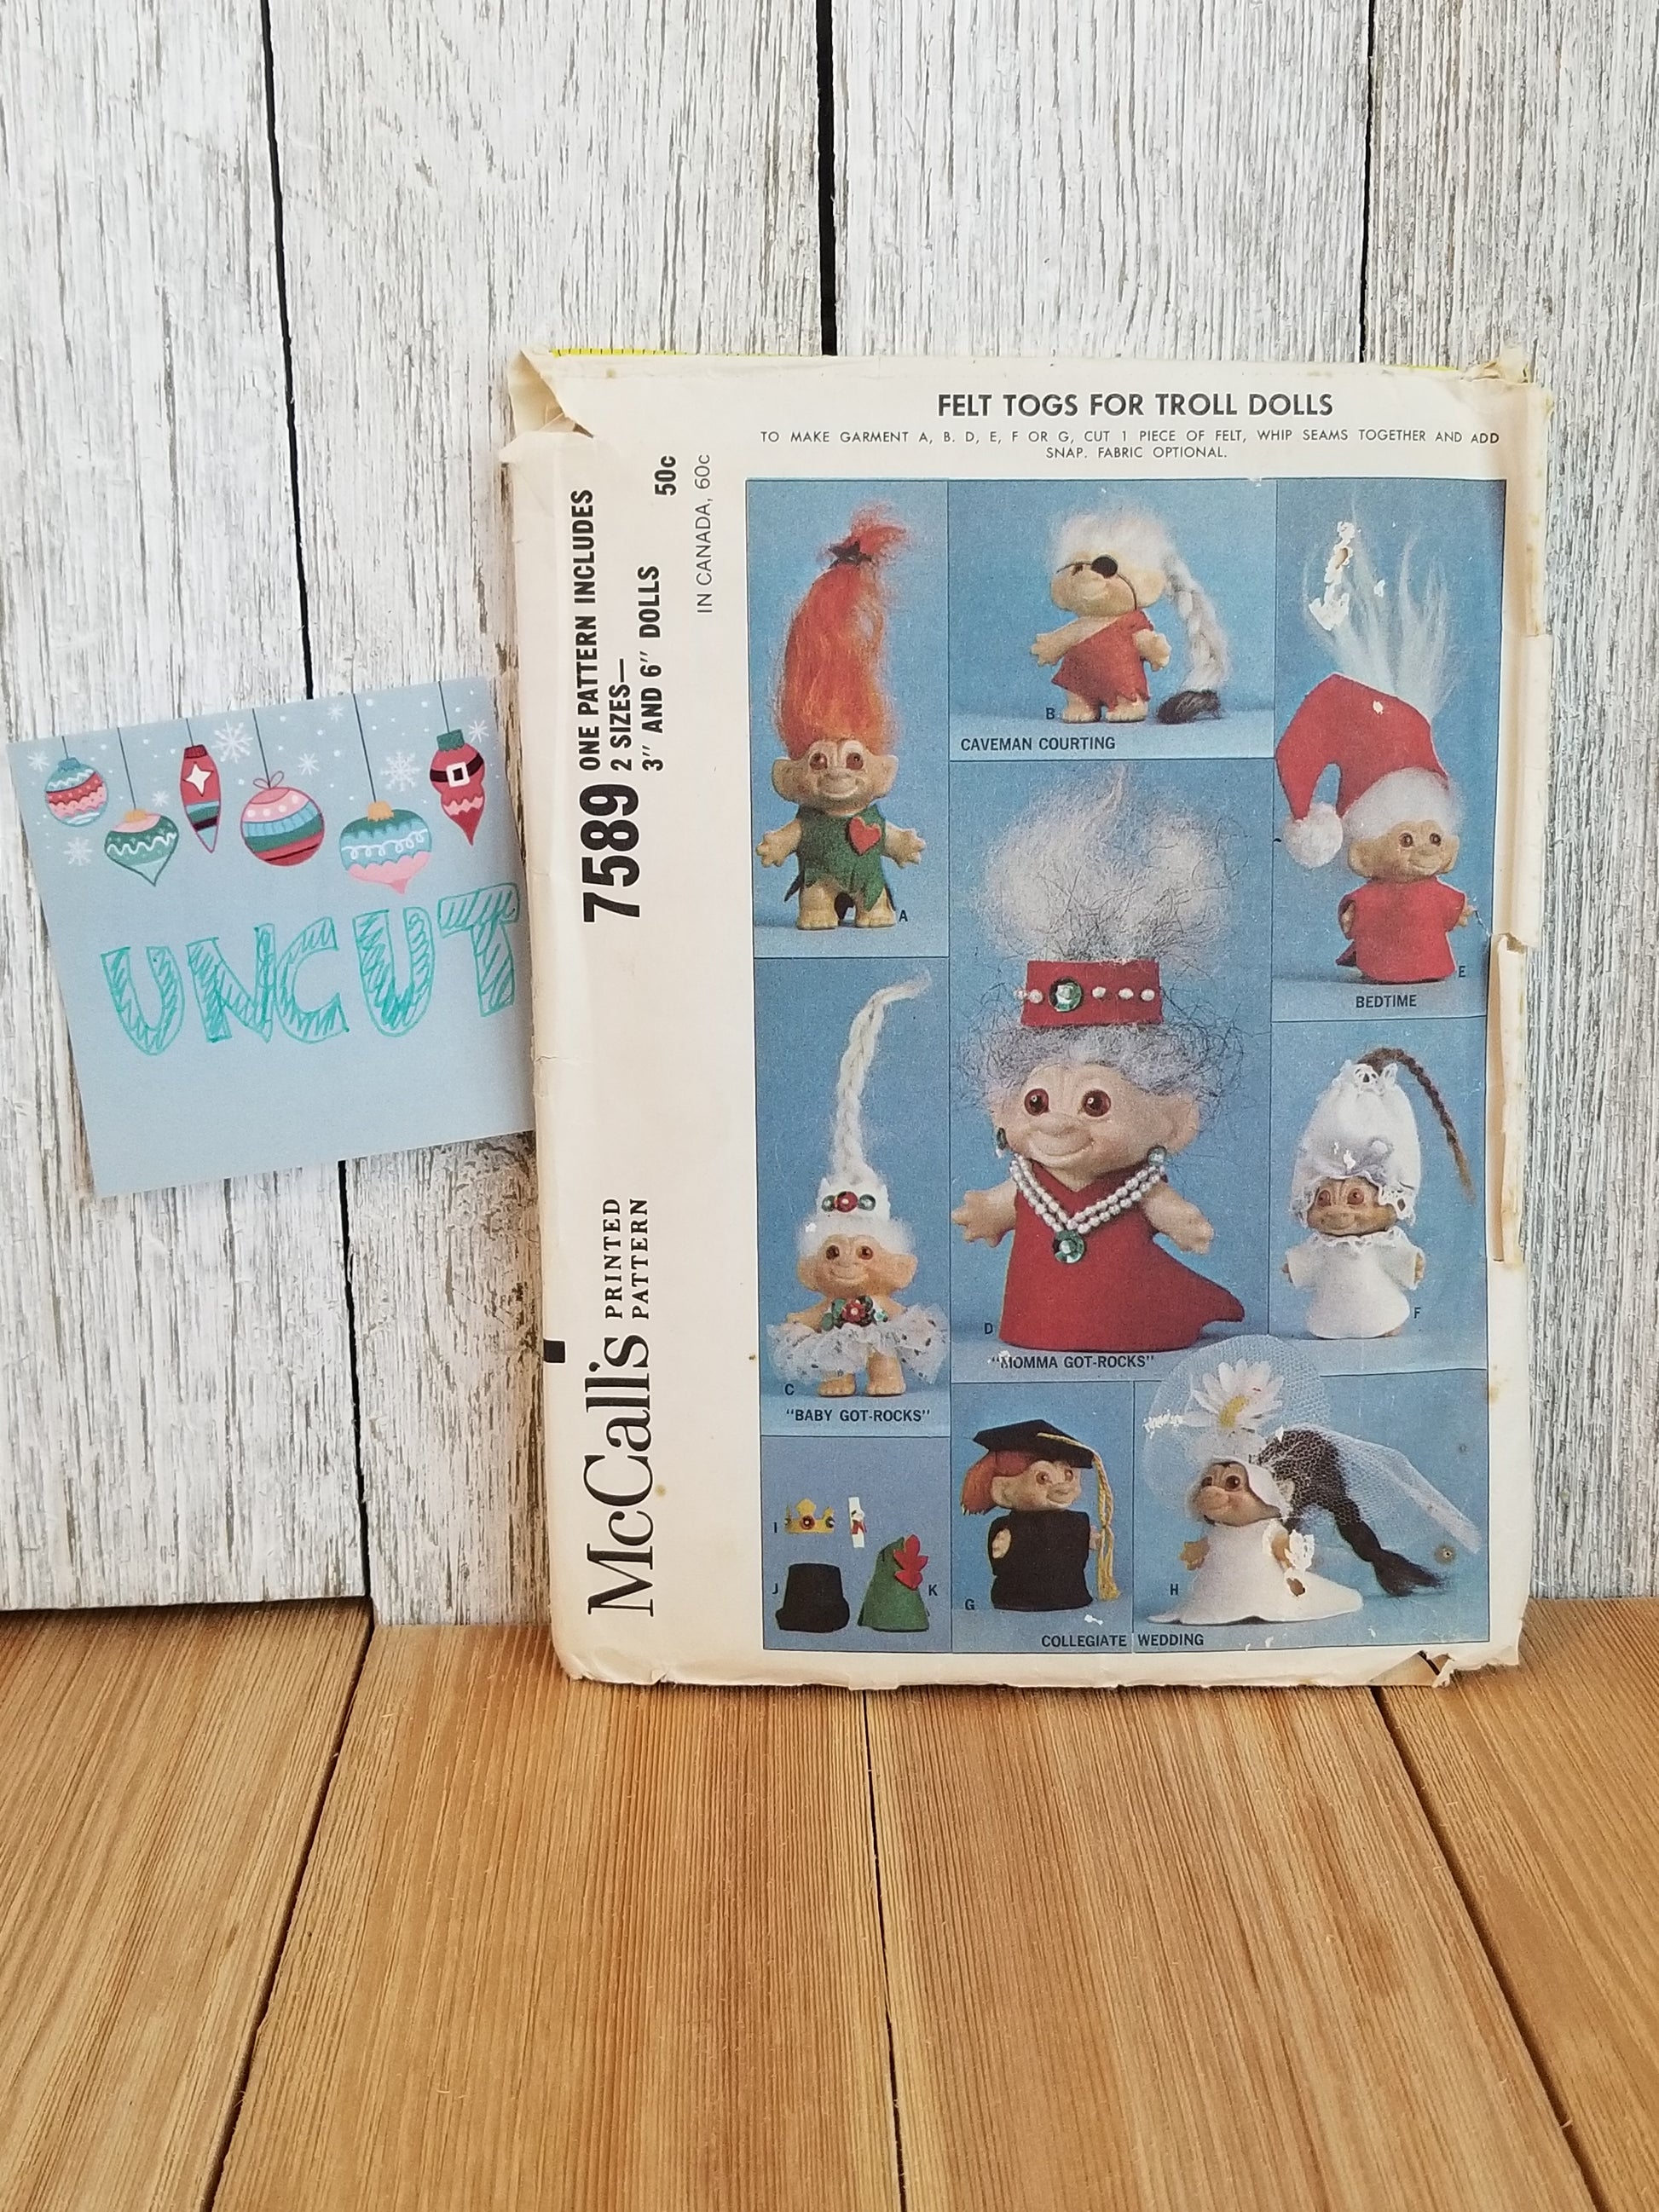 FELT TOGS FOR TROLL DOLLS
TO MAKE GARMENT A, B. D, E, F OR G, CUT 1 PIECE OF FELT, WHIP SEAMS TOGETHER AND ADD
SNAP. FABRIC OPTIONAL.
McCall's PRINTED
PATTERN
7589
ONE PATTERN INCLUDES
2 SIZES—
3" AND 6" DOLLS
50c
IN CANADA, 60c
UNCUT
A
B
CAVEMAN COURTING
E
BEDTIME
C
"BABY GOT-ROCKS"
D
"MOMMA GOT-ROCKS"
F
I
J
K
G
H
COLLEGIATE WEDDING